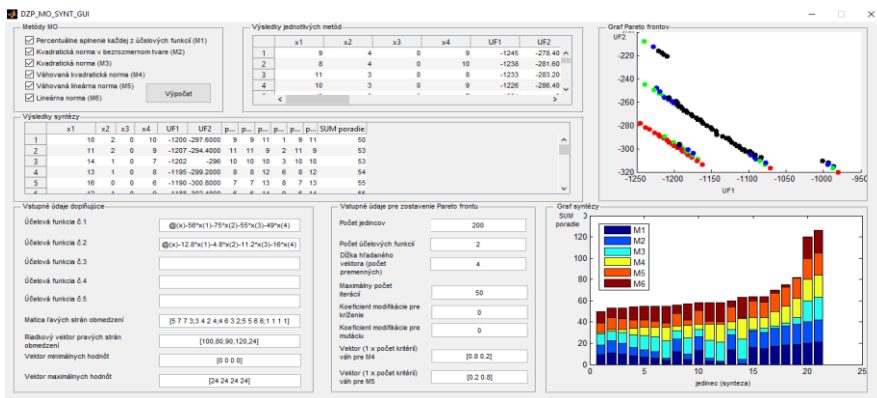 DZP_MO_SYNT_GUI
Metódy MO
Percentuálne splnenie každej z účelových funkcií (M1)
Kvadratická norma v bezrozmernom tvare (M2)
Kvadratická norma (M3)
Váhovaná kvadratická norma (M4)
Váhovaná lineárna norma (M5)
Lineárna norma (M6)
Výpočet
Výsledky jednotlivých metód
x1 x2 x3 x4 UF1 UF2
1 9 4 0 9 -1245 -278.40
2 8 4 0 10 -1238 -281.60
3 11 3 0 8 -1233 -283.20
4 10 3 0 9 -1226 -286.40
Graf Pareto frontov
UF2
-220
-240
-260
-280
-300
-320
-1250 -1200 -1150 -1100 -1050 -1000 -950
UF1
Výsledky syntézy
x1 x2 x3 x4 UF1 UF2 p... p... p... p... p... p... SUM poradie
1 10 2 0 10 -1200 -297.6000 9 9 11 1 9 11 50
2 11 2 0 9 -1207 -294.4000 11 11 9 2 11 9 53
3 14 1 0 7 -1202 -296 10 10 10 3 10 10 53
4 13 1 0 8 -1195 -299.2000 8 8 12 6 8 12 54
5 16 0 0 6 -1190 -300.8000 7 7 13 8 7 13 55
Vstupné údaje doplňujúce
Účelová funkcia č.1 @(x)-56*x(1)-75*x(2)-55*x(3)-49*x(4)
Účelová funkcia č.2 @(x)-12.8*x(1)-4.8*x(2)-11.2*x(3)-16*x(4)
Účelová funkcia č.3
Účelová funkcia č.4
Účelová funkcia č.5
Matica ľavých strán obmedzení [5 7 7 3;3 4 2 4;4 6 3 2;5 5 6 6;1 1 1 1]
Riadkový vektor pravých strán obmedzení [100,80,90,120,24]
Vektor minimálnych hodnôt [0 0 0 0]
Vektor maximálnych hodnôt [24 24 24 24]
Vstupné údaje pre zostavenie Pareto frontu
Počet jedincov 200
Počet účelových funkcií 2
Dĺžka hľadaného vektora (počet premenných) 4
Maximálny počet iterácií 50
Koeficient modifikácie pre kríženie 0
Koeficient modifikácie pre mutáciu 0
Vektor (1 x počet kritérií) váh pre M4 [0.8 0.2]
Vektor (1 x počet kritérií) váh pre M5 [0.2 0.8]
Graf syntézy
SUM poradie
120
100
80
60
40
20
0
M1
M2
M3
M4
M5
M6
0 5 10 15 20 25
jedinec (synteza)